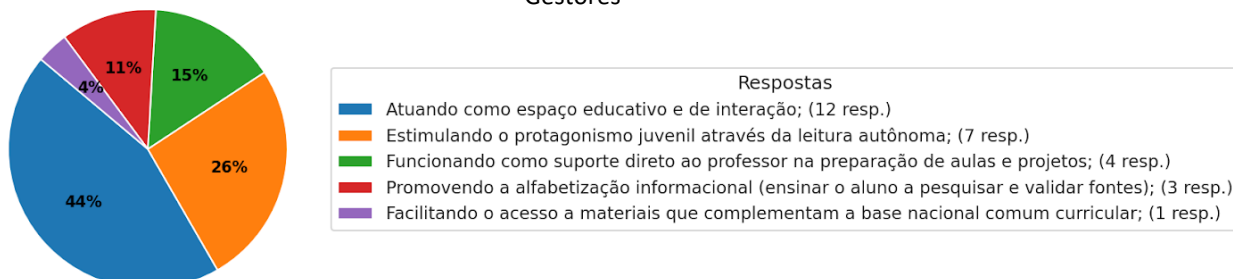 Gestores
11%
15%
4%
26%
44%
Respostas
Atuando como espaço educativo e de interação; (12 resp.)
Estimulando o protagonismo juvenil através da leitura autônoma; (7 resp.)
Funcionando como suporte direto ao professor na preparação de aulas e projetos; (4 resp.)
Promovendo a alfabetização informacional (ensinar o aluno a pesquisar e validar fontes); (3 resp.)
Facilitando o acesso a materiais que complementam a base nacional comum curricular; (1 resp.)